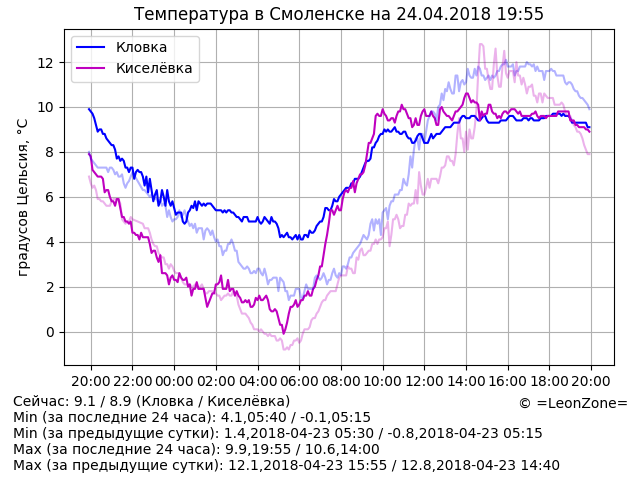 Температура в Смоленске на 24.04.2018 19:55
Кловка
Киселёвка
градусов Цельсия, °C
12
10
8
6
4
2
0
20:00 22:00 00:00 02:00 04:00 06:00 08:00 10:00 12:00 14:00 16:00 18:00 20:00
Сейчас: 9.1 / 8.9 (Кловка / Киселёвка)
© =LeonZone=
Min (за последние 24 часа): 4.1,05:40 / -0.1,05:15
Min (за предыдущие сутки): 1.4,2018-04-23 05:30 / -0.8,2018-04-23 05:15
Max (за последние 24 часа): 9.9,19:55 / 10.6,14:00
Max (за предыдущие сутки): 12.1,2018-04-23 15:55 / 12.8,2018-04-23 14:40